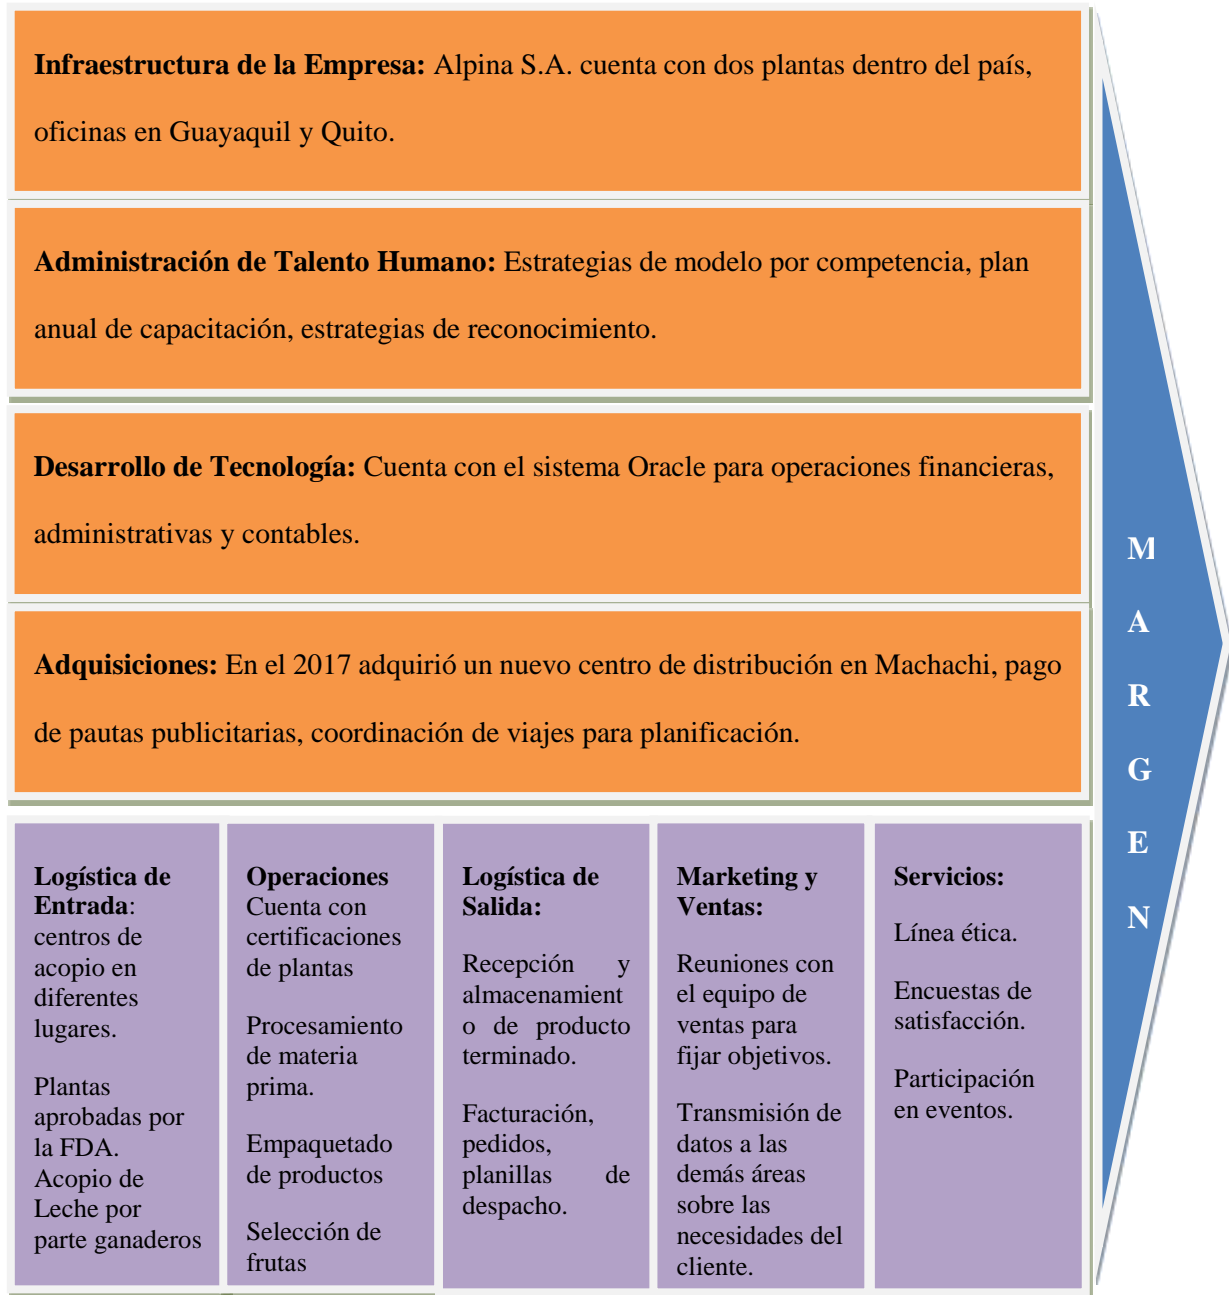 Infraestructura de la Empresa: Alpina S.A. cuenta con dos plantas dentro del país,
oficinas en Guayaquil y Quito.
Administración de Talento Humano: Estrategias de modelo por competencia, plan
anual de capacitación, estrategias de reconocimiento.
Desarrollo de Tecnología: Cuenta con el sistema Oracle para operaciones financieras,
administrativas y contables.
Adquisiciones: En el 2017 adquirió un nuevo centro de distribución en Machachi, pago
de pautas publicitarias, coordinación de viajes para planificación.
Logística de
Entrada:
centros de
acopio en
diferentes
lugares.
Plantas
aprobadas por
la FDA.
Acopio de
Leche por
parte ganaderos
Operaciones
Cuenta con
certificaciones
de plantas
Procesamiento
de materia
prima.
Empaquetado
de productos
Selección de
frutas
Logística de
Salida:
Recepción y
almacenamient
o de producto
terminado.
Facturación,
pedidos,
planillas de
despacho.
Marketing y
Ventas:
Reuniones con
el equipo de
ventas para
fijar objetivos.
Transmisión de
datos a las
demás áreas
sobre las
necesidades del
cliente.
Servicios:
Línea ética.
Encuestas de
satisfacción.
Participación
en eventos.
M
A
R
G
E
N